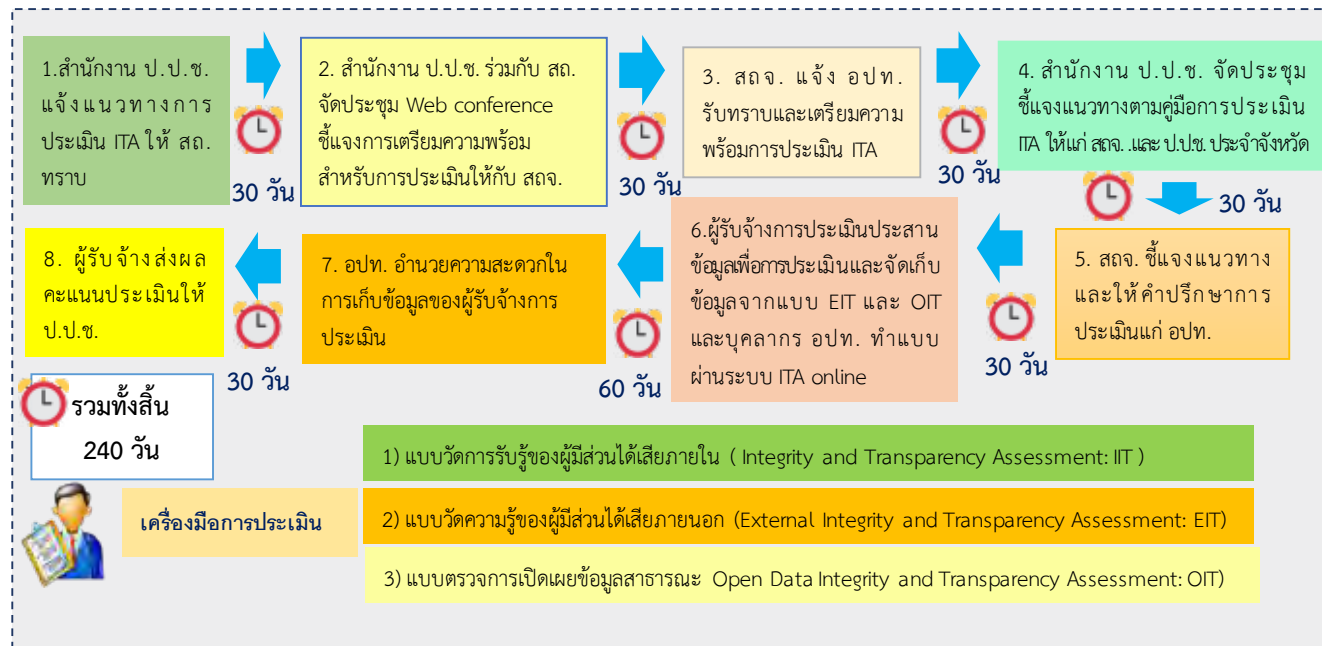 1.สำนักงาน ป.ป.ช.
แจ้งแนวทางการ
ประเมิน ITA ให้ สถ.
ทราบ
30 วัน
2. สำนักงาน ป.ป.ช. ร่วมกับ สถ.
จัดประชุม Web conference
ชี้แจงการเตรียมความพร้อม
สำหรับการประเมินให้กับ สถจ.
30 วัน
3. สถจ. แจ้ง อปท.
รับทราบและเตรียมความ
พร้อมการประเมิน ITA
30 วัน
4. สำนักงาน ป.ป.ช. จัดประชุม
ชี้แจงแนวทางตามคู่มือการประเมิน
ITA ให้แก่ สถจ. .และ ป.ป.ช. ประจำจังหวัด
30 วัน
5. สถจ. ชี้แจงแนวทาง
และให้คำปรึกษาการ
ประเมินแก่ อปท.
30 วัน
6.ผู้รับจ้างการประเมินประสาน
ข้อมูลเพื่อการประเมินและจัดเก็บ
ข้อมูลจากแบบ EIT และ OIT
และบุคลากร อปท. ทำแบบ
ผ่านระบบ ITA online
60 วัน
7. อปท. อำนวยความสะดวกใน
การเก็บข้อมูลของผู้รับจ้างการ
ประเมิน
30 วัน
8. ผู้รับจ้างส่งผล
คะแนนประเมินให้
ป.ป.ช.
รวมทั้งสิ้น
240 วัน
เครื่องมือการประเมิน
1) แบบวัดการรับรู้ของผู้มีส่วนได้เสียภายใน ( Integrity and Transparency Assessment: IIT )
2) แบบวัดความรู้ของผู้มีส่วนได้เสียภายนอก (External Integrity and Transparency Assessment: EIT)
3) แบบตรวจการเปิดเผยข้อมูลสาธารณะ Open Data Integrity and Transparency Assessment: OIT)